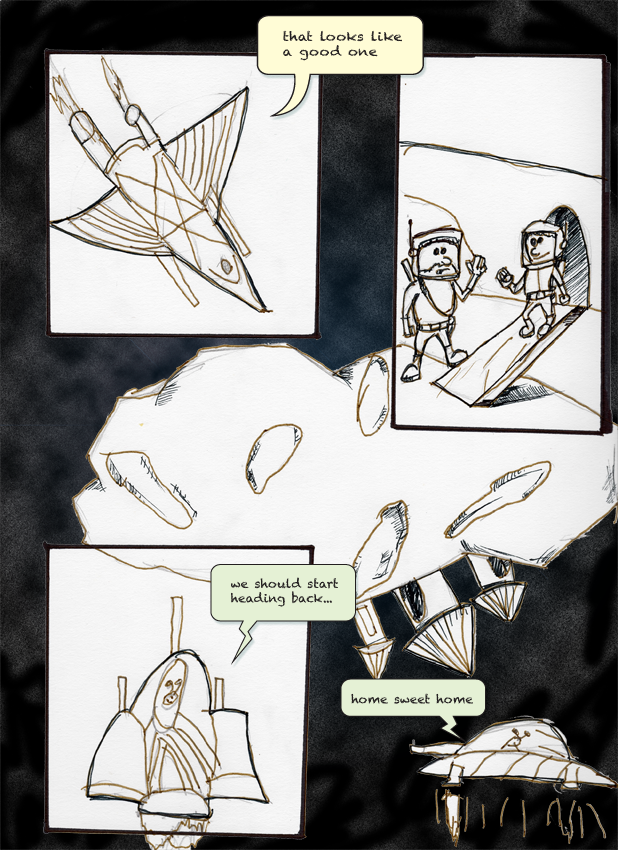 that looks like
a good one
we should start
heading back...
home sweet home